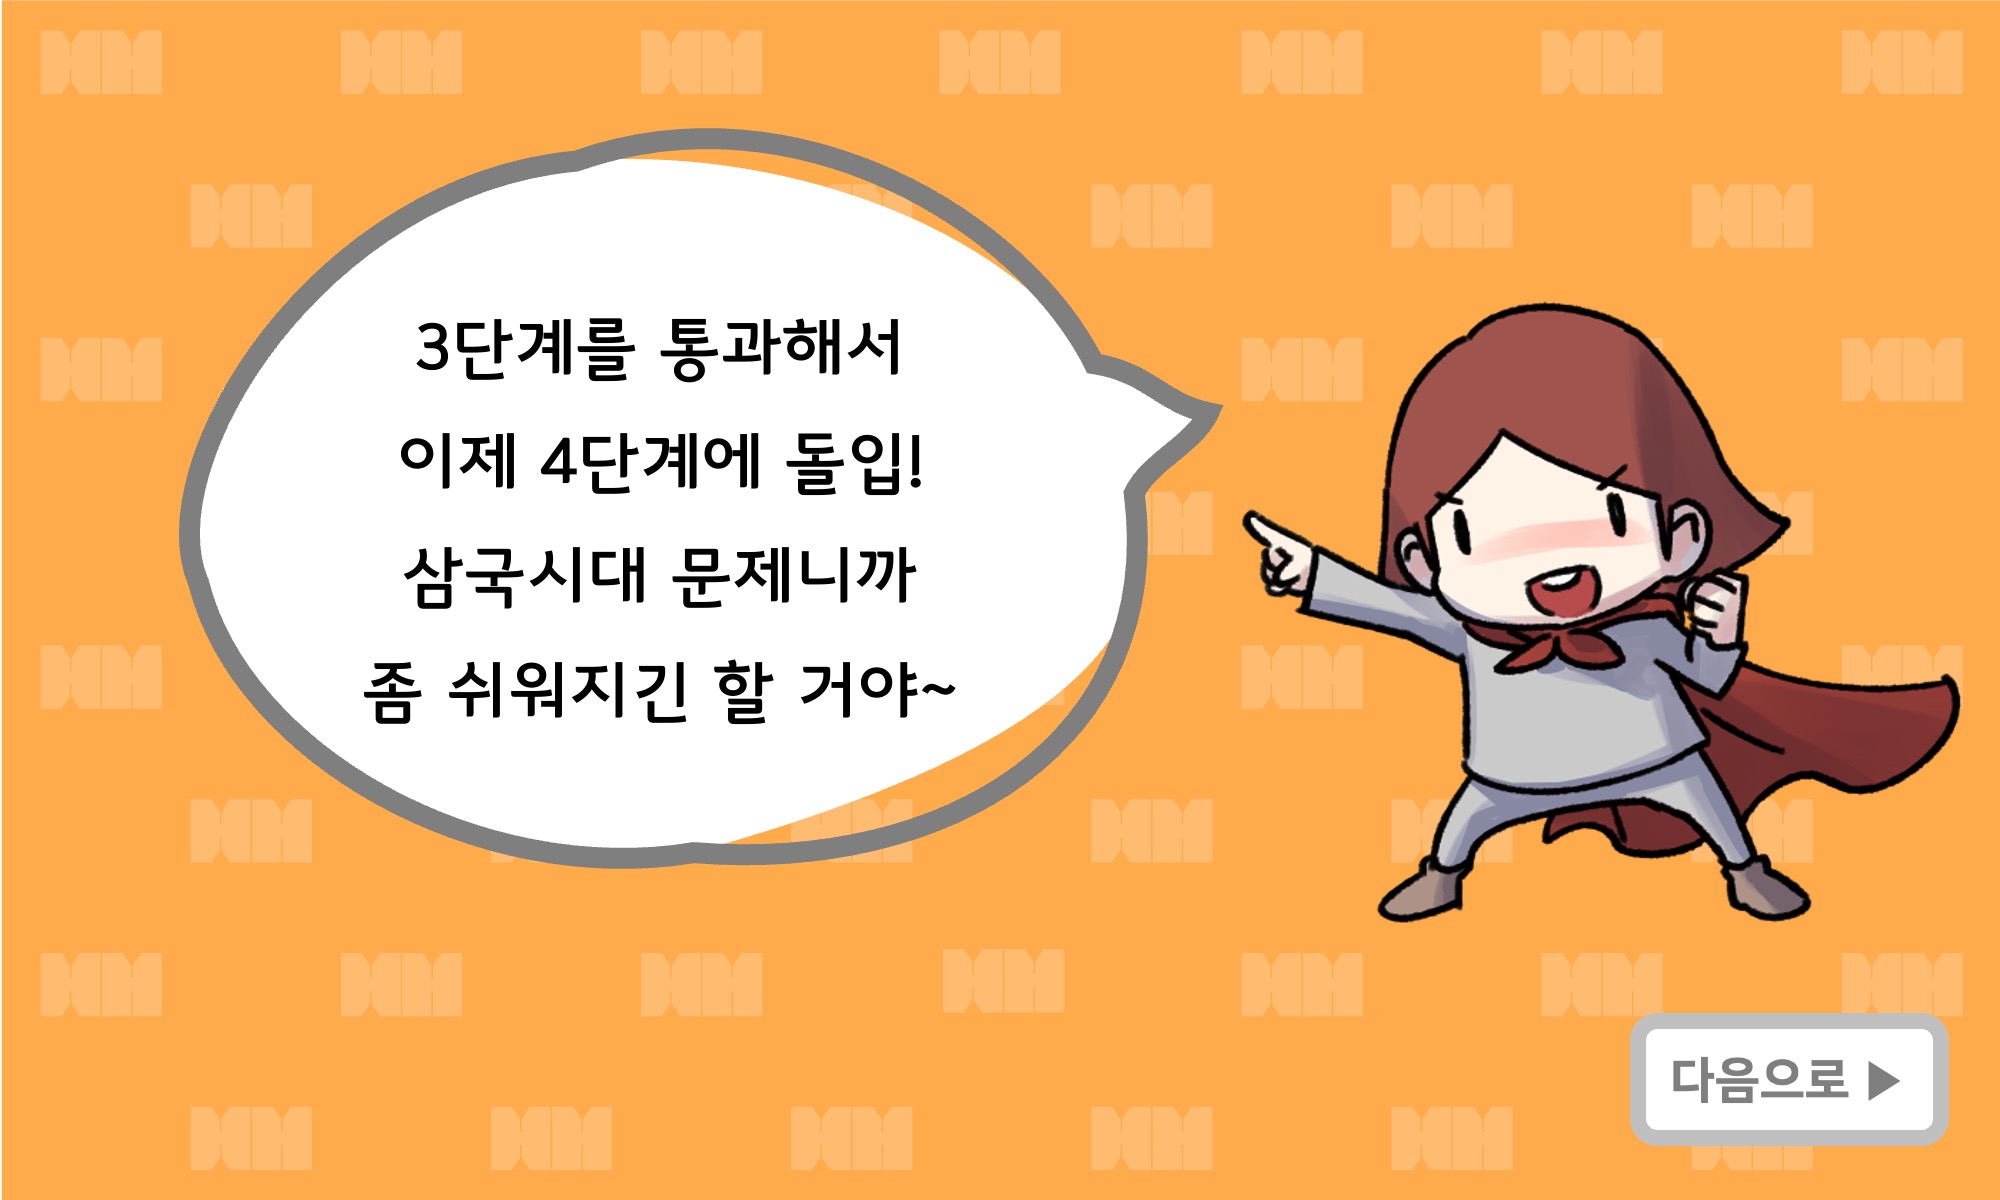 3단계를 통과해서
이제 4단계에 돌입!
삼국시대 문제니까
좀 쉬워지긴 할 거야~
다음으로 ▶